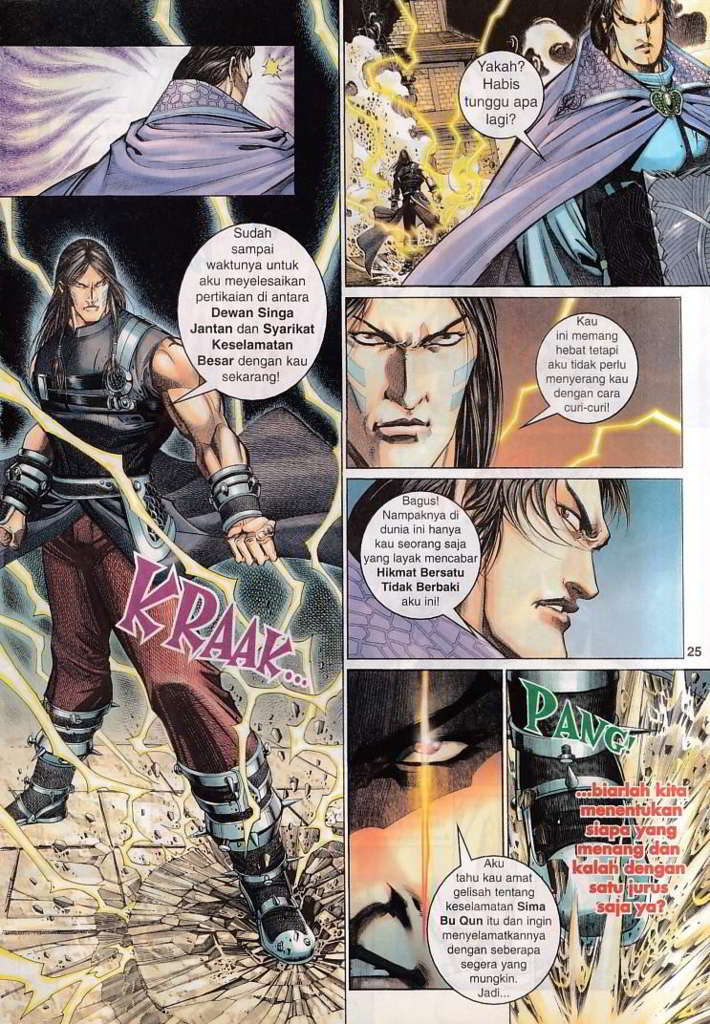 Sudah
sampai
waktunya untuk
aku meyelesaikan
pertikaian di antara
Dewan Singa
Jantan dan Syarikat
Keselamatan
Besar dengan kau
sekarang!
KRAAK...
Yakah?
Habis
tunggu apa
lagi?
Kau
ini memang
hebat tetapi
aku tidak perlu
menyerang kau
dengan cara
curi-curi!
Bagus!
Nampaknya di
dunia ini hanya
kau seorang saja
yang layak mencabar
Hikmat Bersatu
Tidak Berbaki
aku ini!
25
Aku
tahu kau amat
gelisah tentang
keselamatan Sima
Bu Qun itu dan ingin
menyelamatkannya
dengan seberapa
segera yang
mungkin.
Jadi...
PANG!
...biarlah kita
menentukan
siapa yang
menang dan
kalah dengan
satu jurus
saja ya?